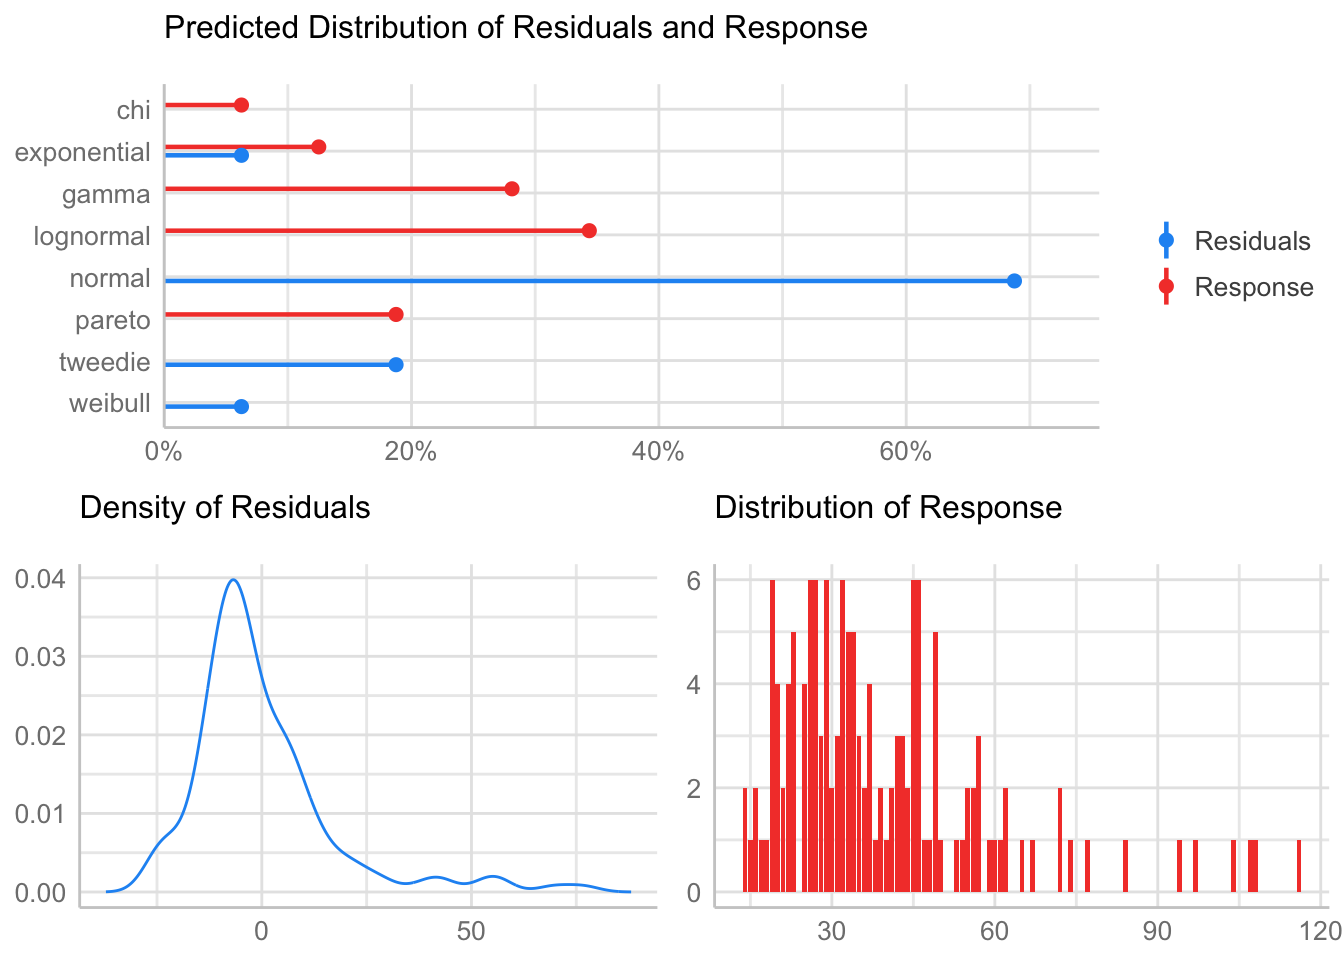 Predicted Distribution of Residuals and Response
chi
exponential
gamma
lognormal
normal
pareto
tweedie
weibull
0% 20% 40% 60%
Residuals
Response
Density of Residuals
0.04
0.03
0.02
0.01
0.00
0 50
Distribution of Response
6
4
2
0
30 60 90 120